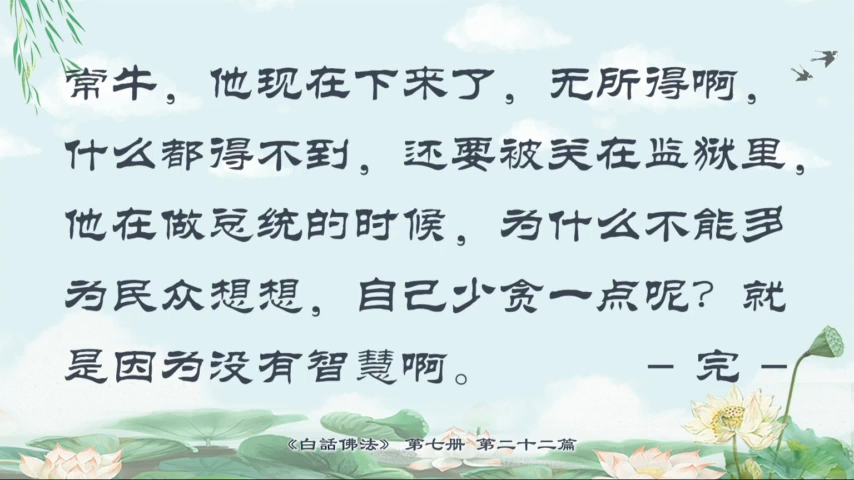 常牛，他现在下来了，无所得啊，
什么都得不到，还要被关在监狱里，
他在做总统的时候，为什么不能多
为民众想想，自己少贪一点呢？就
是因为没有智慧啊。 － 完 －
《白話佛法》 第七册 第二十二篇